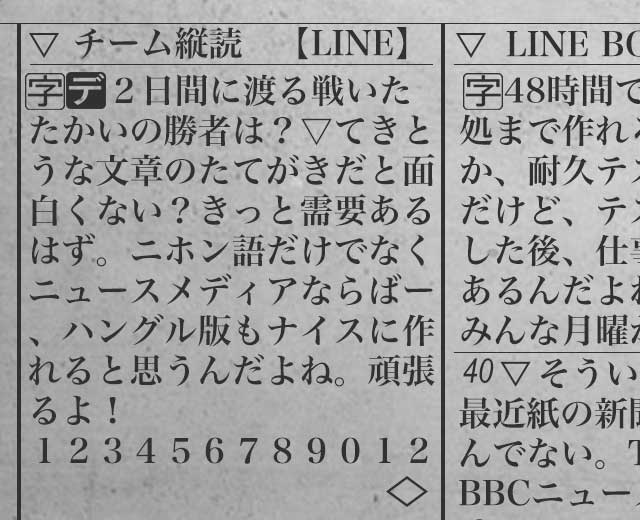 ▽ チーム縦読　【LINE】
字デ２日間に渡る戦いた
たかいの勝者は？▽てきと
うな文章のたてがきだと面
白くない？きっと需要ある
はず。ニホン語だけでなく
ニュースメディアならばー
、ハングル版もナイスに作
れると思うんだよね。頑張
るよ！
１２３４５６７８９０１２
◇
▽ LINE BO
字48時間で
処まで作れ
か、耐久テ
だけど、テ
した後、仕事
あるんだよね
みんな月曜
40▽そうい
最近紙の新聞
んでない。T
BBCニュー